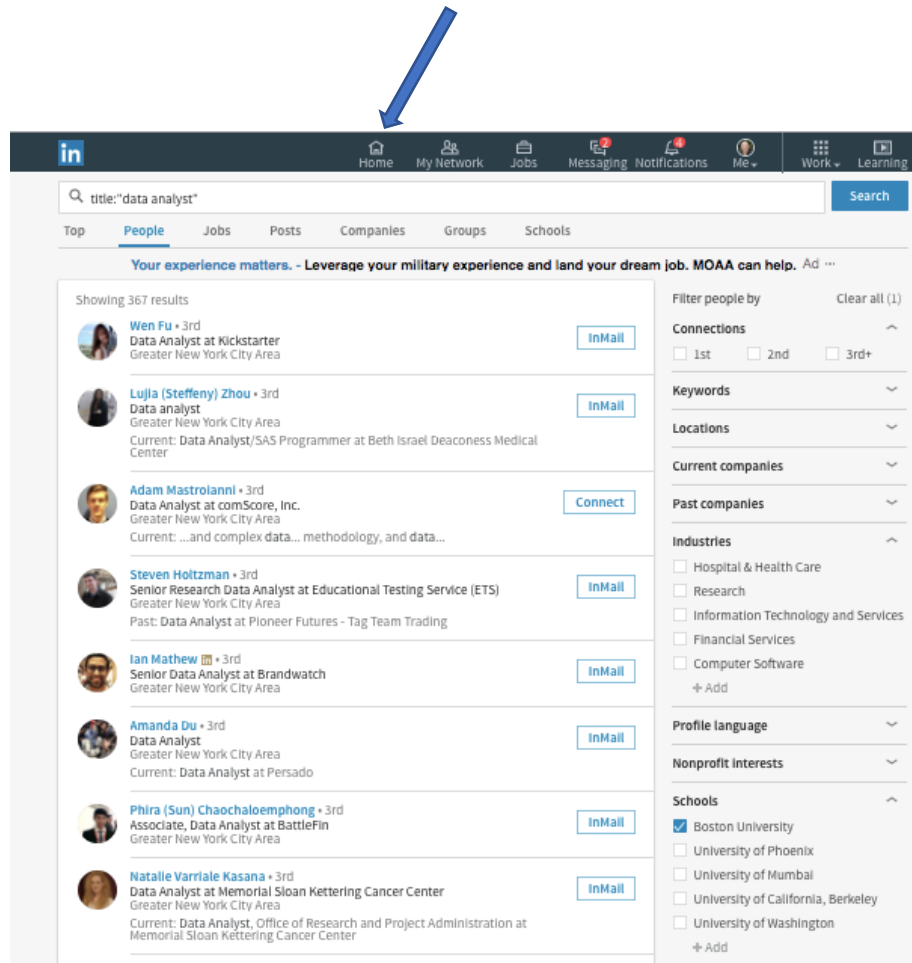 in
2
4
Home My Network Jobs Messaging Notifications Me Work Learning
title:"data analyst"
Search
Top People Jobs Posts Companies Groups Schools
Your experience matters. - Leverage your military experience and land your dream job. MOAA can help. Ad ...
Showing 367 results
Wen Fu • 3rd
Data Analyst at Kickstarter
Greater New York City Area
InMail
Lujia (Steffeny) Zhou • 3rd
Data analyst
Greater New York City Area
Current: Data Analyst/SAS Programmer at Beth Israel Deaconess Medical
Center
InMail
Adam Mastroianni • 3rd
Data Analyst at comScore, Inc.
Greater New York City Area
Current: ...and complex data... methodology, and data...
Connect
Steven Holtzman • 3rd
Senior Research Data Analyst at Educational Testing Service (ETS)
Greater New York City Area
Past: Data Analyst at Pioneer Futures - Tag Team Trading
InMail
Ian Mathew in • 3rd
Senior Data Analyst at Brandwatch
Greater New York City Area
InMail
Amanda Du • 3rd
Data Analyst
Greater New York City Area
Current: Data Analyst at Persado
InMail
Phira (Sun) Chaochaloemphong • 3rd
Associate, Data Analyst at BattleFin
Greater New York City Area
InMail
Natalie Varriale Kasana • 3rd
Data Analyst at Memorial Sloan Kettering Cancer Center
Greater New York City Area
Current: Data Analyst, Office of Research and Project Administration at
Memorial Sloan Kettering Cancer Center
InMail
Filter people by Clear all (1)
Connections
1st 2nd 3rd+
Keywords
Locations
Current companies
Past companies
Industries
Hospital & Health Care
Research
Information Technology and Services
Financial Services
Computer Software
+ Add
Profile language
Nonprofit interests
Schools
Boston University
University of Phoenix
University of Mumbai
University of California, Berkeley
University of Washington
+ Add